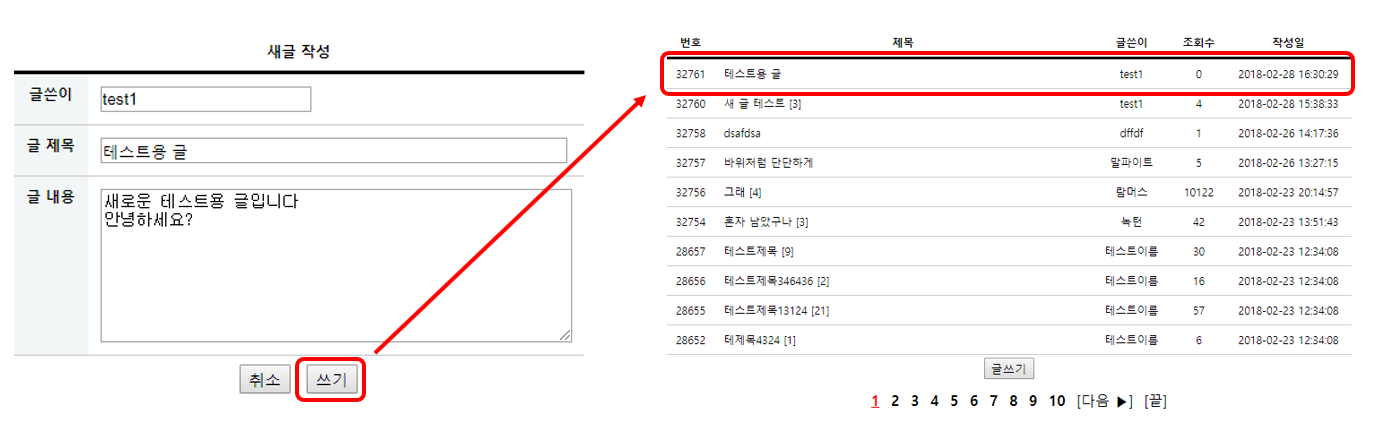 새글 작성
글쓴이 test1
글 제목 테스트용 글
글 내용 새로운 테스트용 글입니다
안녕하세요?
취소 쓰기
번호 제목 글쓴이 조회수 작성일
32761 테스트용 글 test1 0 2018-02-28 16:30:29
32760 새 글 테스트 [3] test1 4 2018-02-28 15:38:33
32758 dsafdsa dffdf 1 2018-02-26 14:17:36
32757 바위처럼 단단하게 말파이트 5 2018-02-26 13:27:15
32756 그래 [4] 람머스 10122 2018-02-23 20:14:57
32754 혼자 남았구나 [3] 녹턴 42 2018-02-23 13:51:43
28657 테스트제목 [9] 테스트이름 30 2018-02-23 12:34:08
28656 테스트제목346436 [2] 테스트이름 16 2018-02-23 12:34:08
28655 테스트제목13124 [21] 테스트이름 57 2018-02-23 12:34:08
28652 테제목4324 [1] 테스트이름 6 2018-02-23 12:34:08
글쓰기
1 2 3 4 5 6 7 8 9 10 [다음 ▶] [끝]